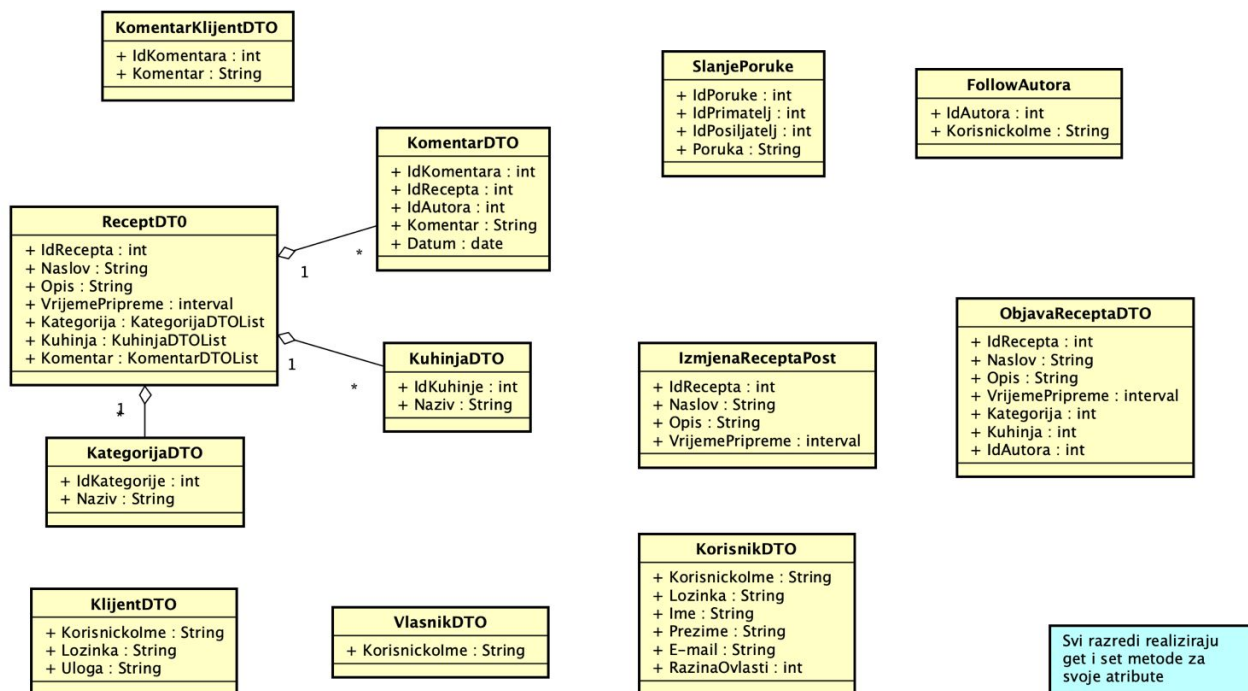 KomentarKlijentDTO
+ IdKomentara : int
+ Komentar : String
SlanjePoruke
+ IdPoruke : int
+ IdPrimatelj : int
+ IdPosiljatelj : int
+ Poruka : String
FollowAutora
+ IdAutora : int
+ KorisnickoIme : String
KomentarDTO
+ IdKomentara : int
+ IdRecepta : int
+ IdAutora : int
+ Komentar : String
+ Datum : date
ReceptDT0
+ IdRecepta : int
+ Naslov : String
+ Opis : String
+ VrijemePripreme : interval
+ Kategorija : KategorijaDTOList
+ Kuhinja : KuhinjaDTOList
+ Komentar : KomentarDTOList
1
*
1
*
1
*
KuhinjaDTO
+ IdKuhinje : int
+ Naziv : String
KategorijaDTO
+ IdKategorije : int
+ Naziv : String
IzmjenaReceptaPost
+ IdRecepta : int
+ Naslov : String
+ Opis : String
+ VrijemePripreme : interval
ObjavaReceptaDTO
+ IdRecepta : int
+ Naslov : String
+ Opis : String
+ VrijemePripreme : interval
+ Kategorija : int
+ Kuhinja : int
+ IdAutora : int
KlijentDTO
+ KorisnickoIme : String
+ Lozinka : String
+ Uloga : String
VlasnikDTO
+ KorisnickoIme : String
KorisnikDTO
+ KorisnickoIme : String
+ Lozinka : String
+ Ime : String
+ Prezime : String
+ E-mail : String
+ RazinaOvlasti : int
Svi razredi realiziraju
get i set metode za
svoje atribute